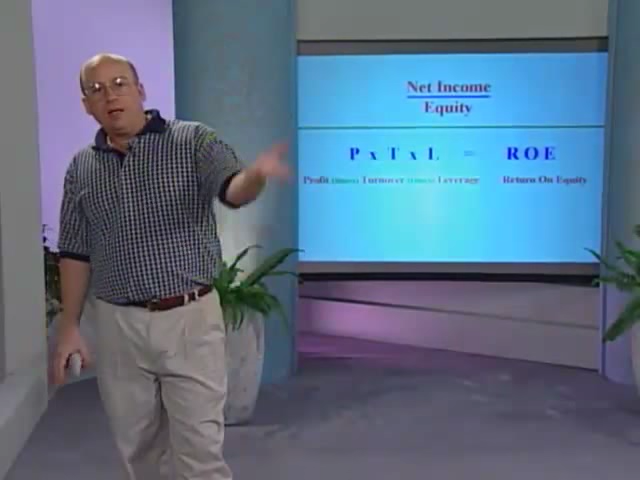 Net Income
Equity
P x T x L = ROE
Profit (times) Turnover (times) Leverage Return On Equity